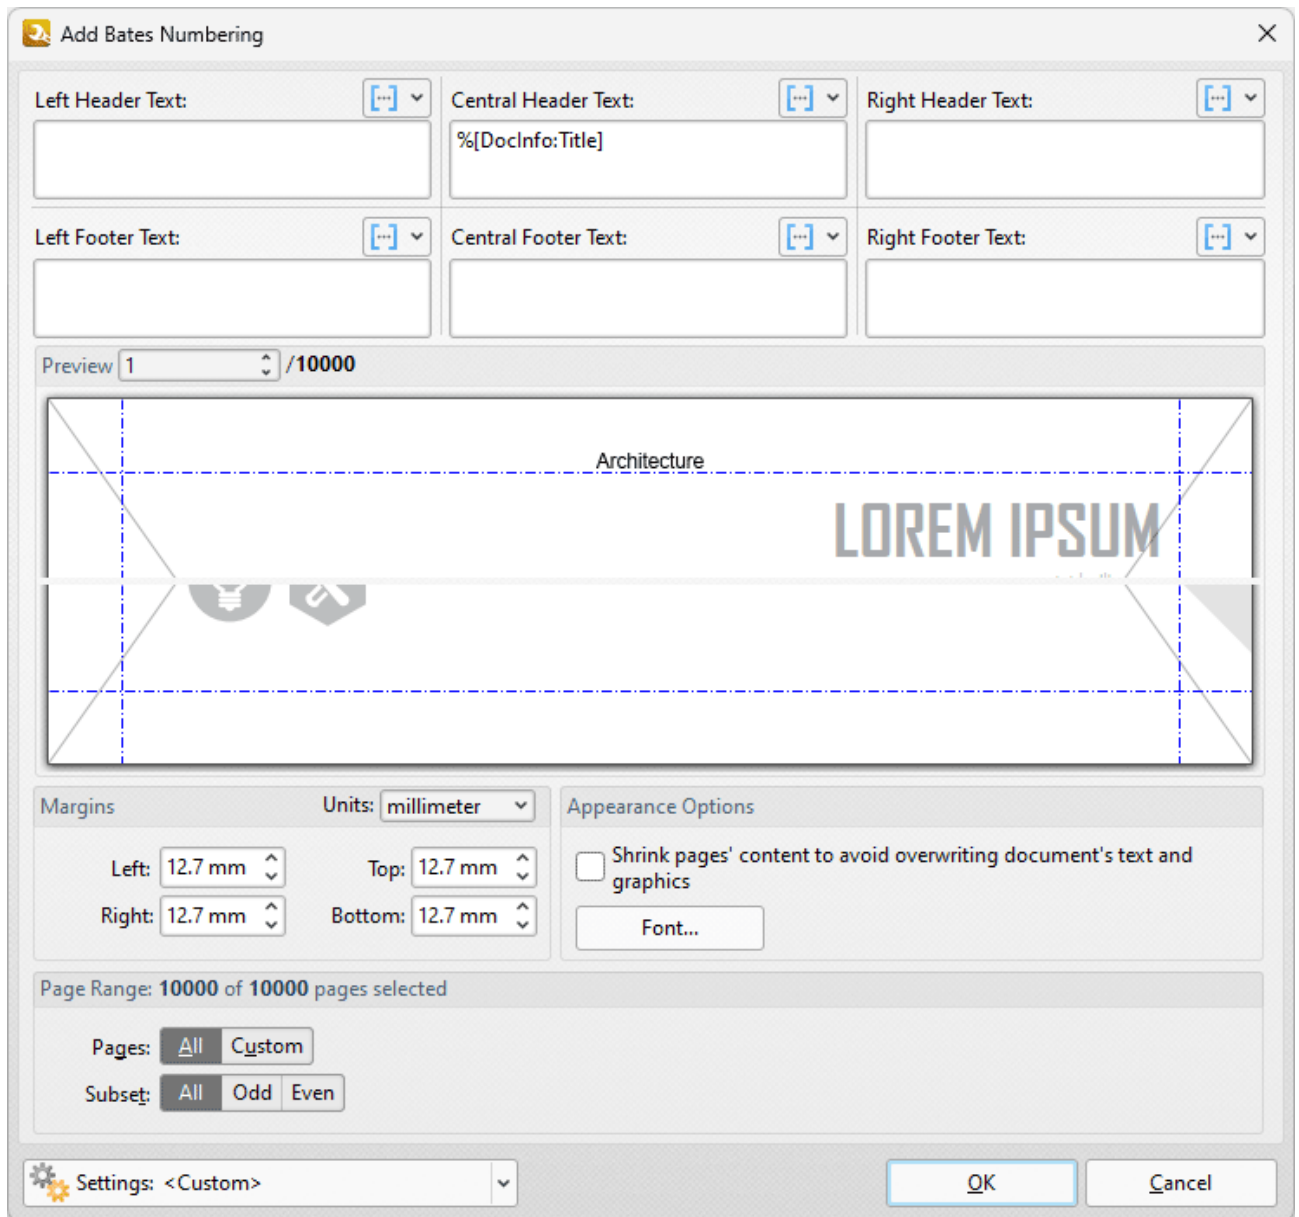 Add Bates Numbering
Left Header Text:
Central Header Text:
Right Header Text:
%[DocInfo:Title]
Left Footer Text:
Central Footer Text:
Right Footer Text:
Preview 1 /10000
Architecture
LOREM IPSUM
Margins
Units: millimeter
Appearance Options
Left: 12.7 mm
Top: 12.7 mm
Shrink pages' content to avoid overwriting document's text and
graphics
Right: 12.7 mm
Bottom: 12.7 mm
Font...
Page Range: 10000 of 10000 pages selected
Pages: All Custom
Subset: All Odd Even
Settings: <Custom>
OK
Cancel